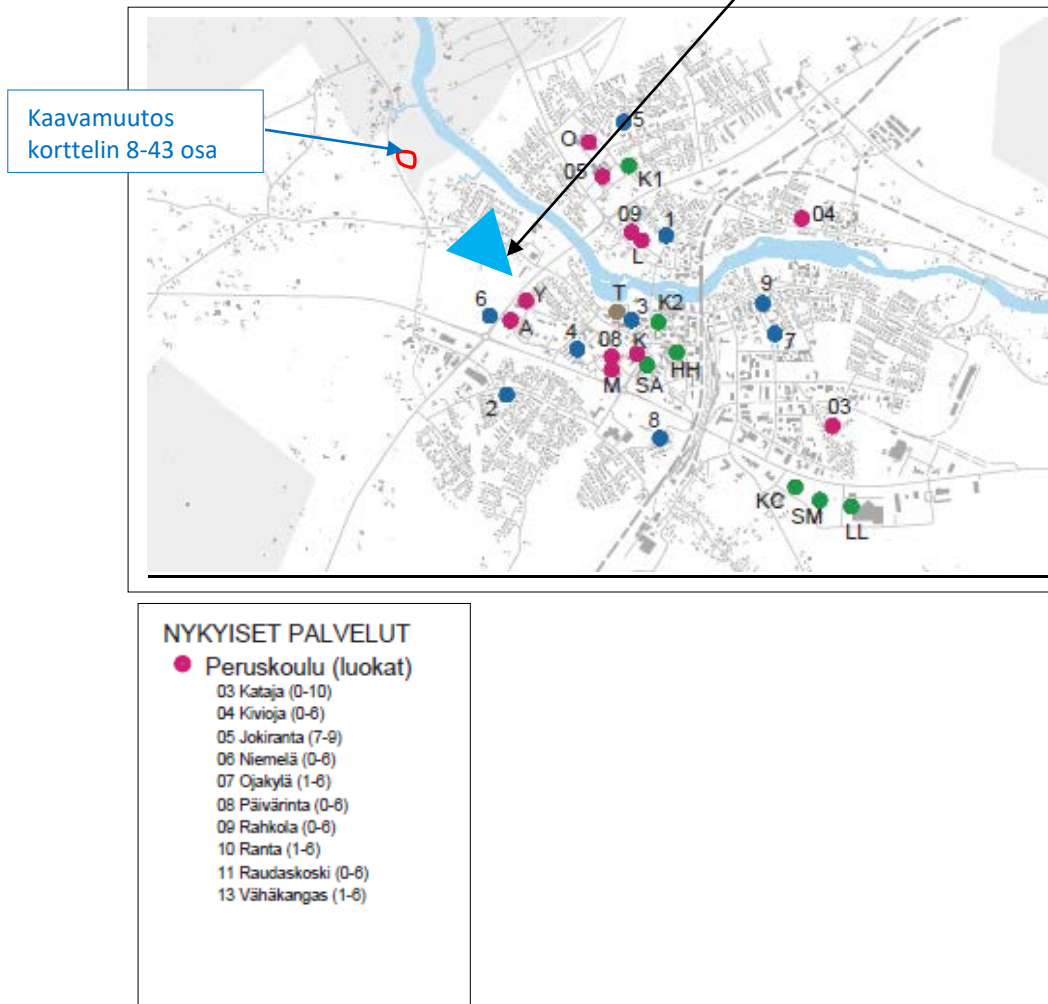 Kaavamuutos
korttelin 8-43 osa
5
O
05
K1
09
1
04
L
9
Y
T
K2
6
3
A
7
4
08
K
HH
M
SA
2
03
8
KC
SM
LL
NYKYISET PALVELUT
Peruskoulu (luokat)
03 Kataja (0-10)
04 Kivioja (0-6)
05 Jokiranta (7-9)
06 Niemelä (0-6)
07 Ojakylä (1-6)
08 Päivärinta (0-6)
09 Rahkola (0-6)
10 Ranta (1-6)
11 Raudaskoski (0-6)
13 Vähäkangas (1-6)